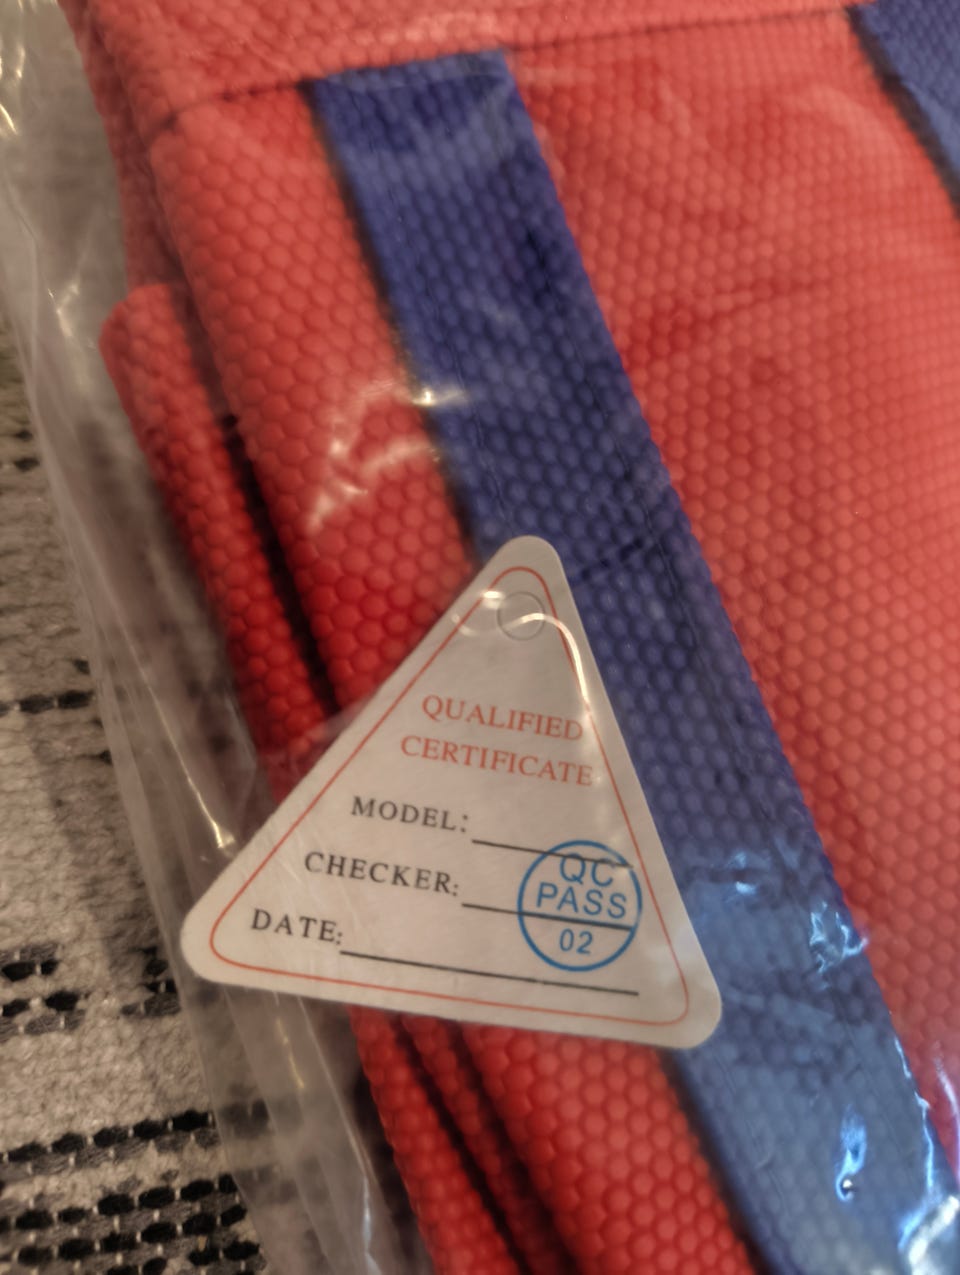 QUALIFIED
CERTIFICATE
MODEL:
CHECKER:
DATE:
QC
PASS
02